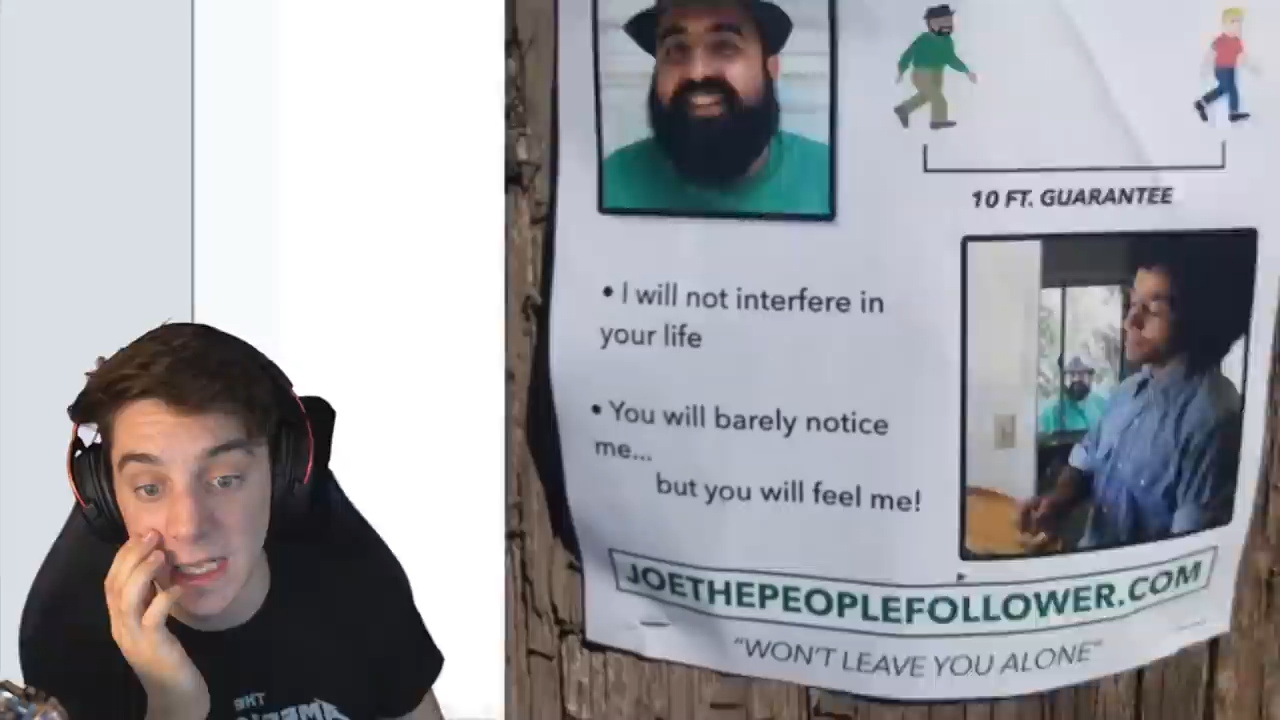 10 FT. GUARANTEE
• I will not interfere in
your life
• You will barely notice
me...
but you will feel me!
JOETHEPEOPLEFOLLOWER.COM
"WON'T LEAVE YOU ALONE"
THE